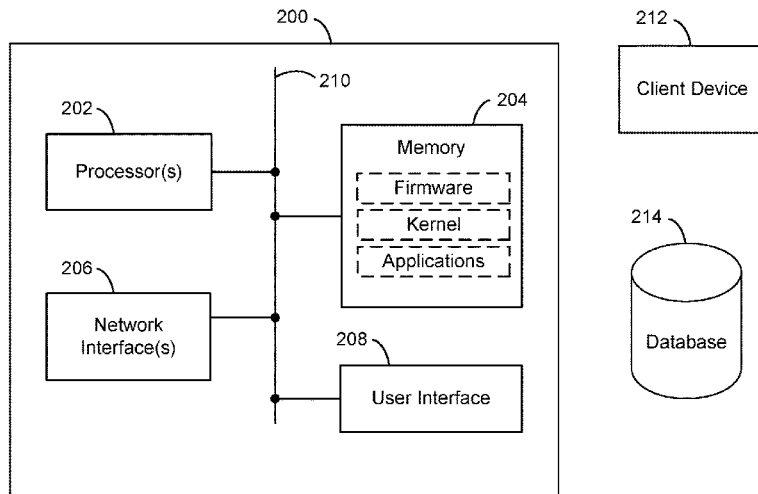 200
212
210
Client Device
202
204
Processor(s)
Memory
Firmware
Kernel
Applications
214
206
Network
Interface(s)
Database
208
User Interface